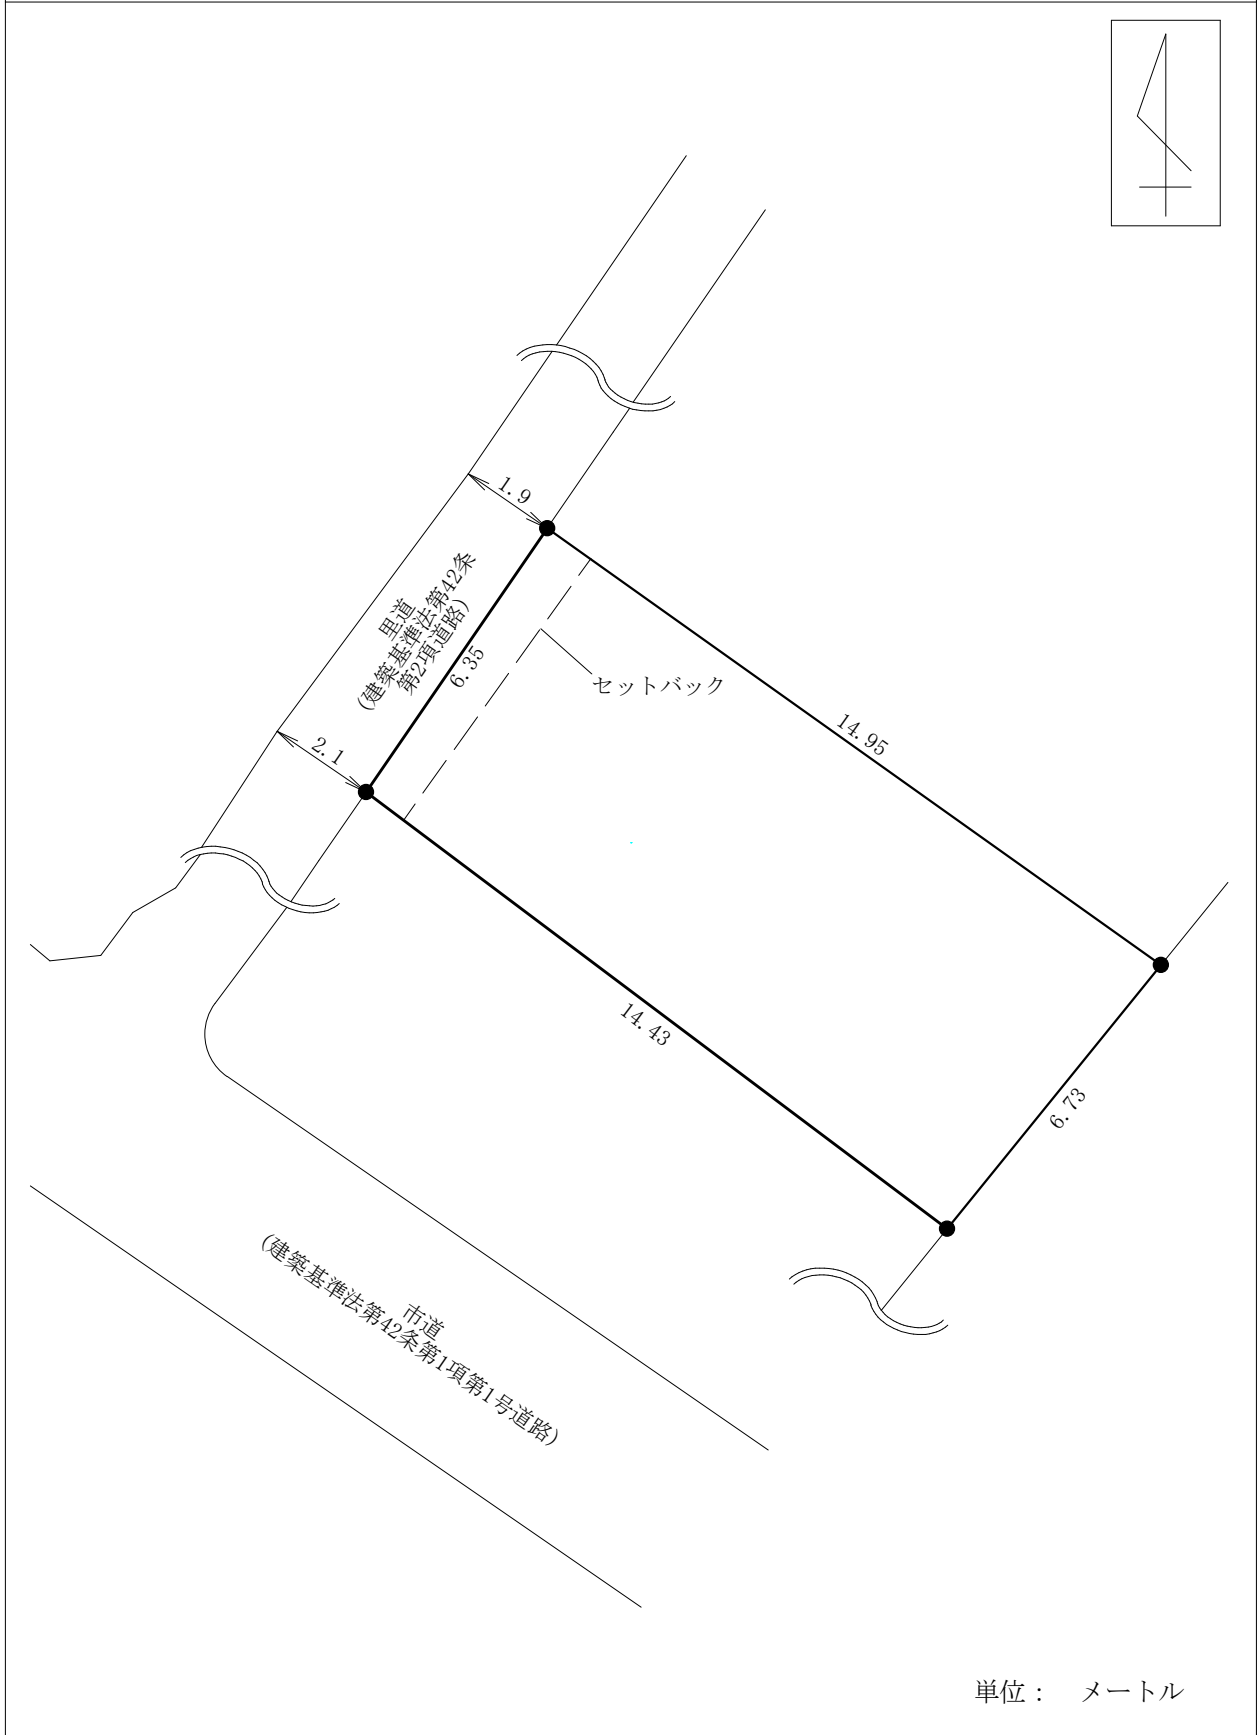 1.9
里道
(建築基準法第42条
第2項道路)
6.35
セットバック
2.1
14.95
14.43
6.73
市道
(建築基準法第42条第1項第1号道路)
単位： メートル